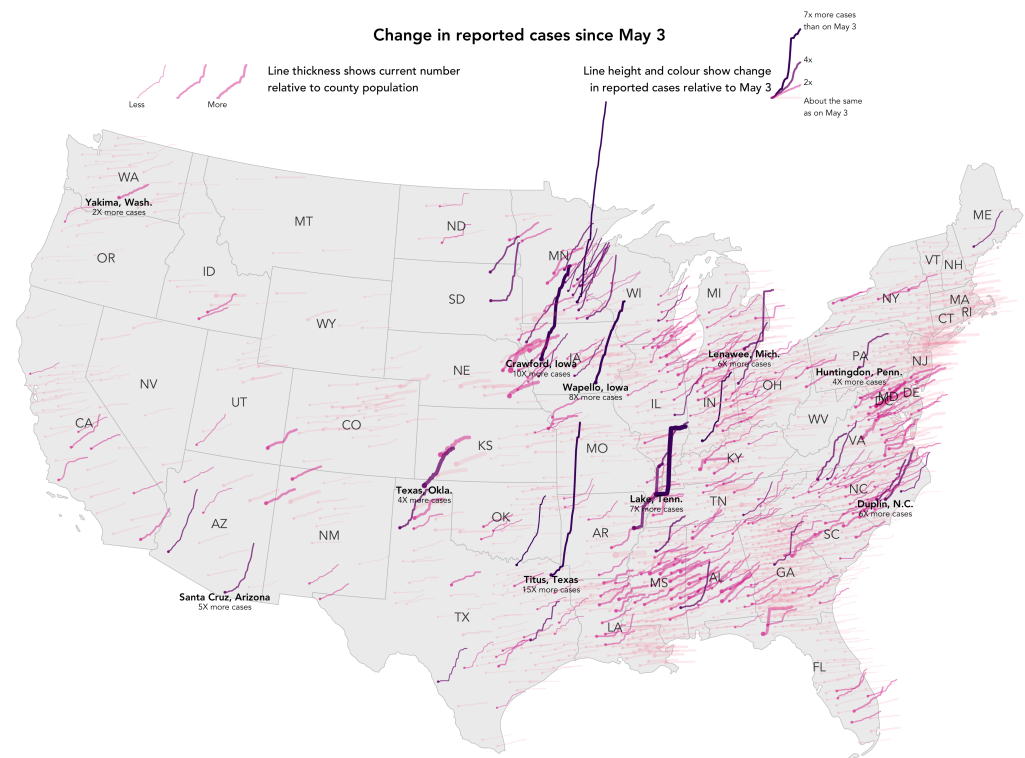 Change in reported cases since May 3
Line thickness shows current number
relative to county population
Less
More
Line height and colour show change
in reported cases relative to May 3
7x more cases
than on May 3
4x
2x
About the same
as on May 3
WA
Yakima, Wash.
2X more cases
OR
ID
MT
ND
MN
SD
WY
WI
MI
ME
VT
NH
NY
MA
CT
RI
NE
IA
Crawford, Iowa
10X more cases
Wapello, Iowa
8X more cases
Lenawee, Mich.
6X more cases
PA
Huntingdon, Penn.
4X more cases
NJ
NV
UT
CO
CA
IL
IN
OH
WV
MD
DE
DC
VA
KS
MO
KY
Texas, Okla.
4X more cases
Lake, Tenn.
7X more cases
TN
NC
Duplin, N.C.
6X more cases
AZ
NM
OK
AR
SC
Santa Cruz, Arizona
5X more cases
Titus, Texas
15X more cases
MS
AL
GA
TX
LA
FL